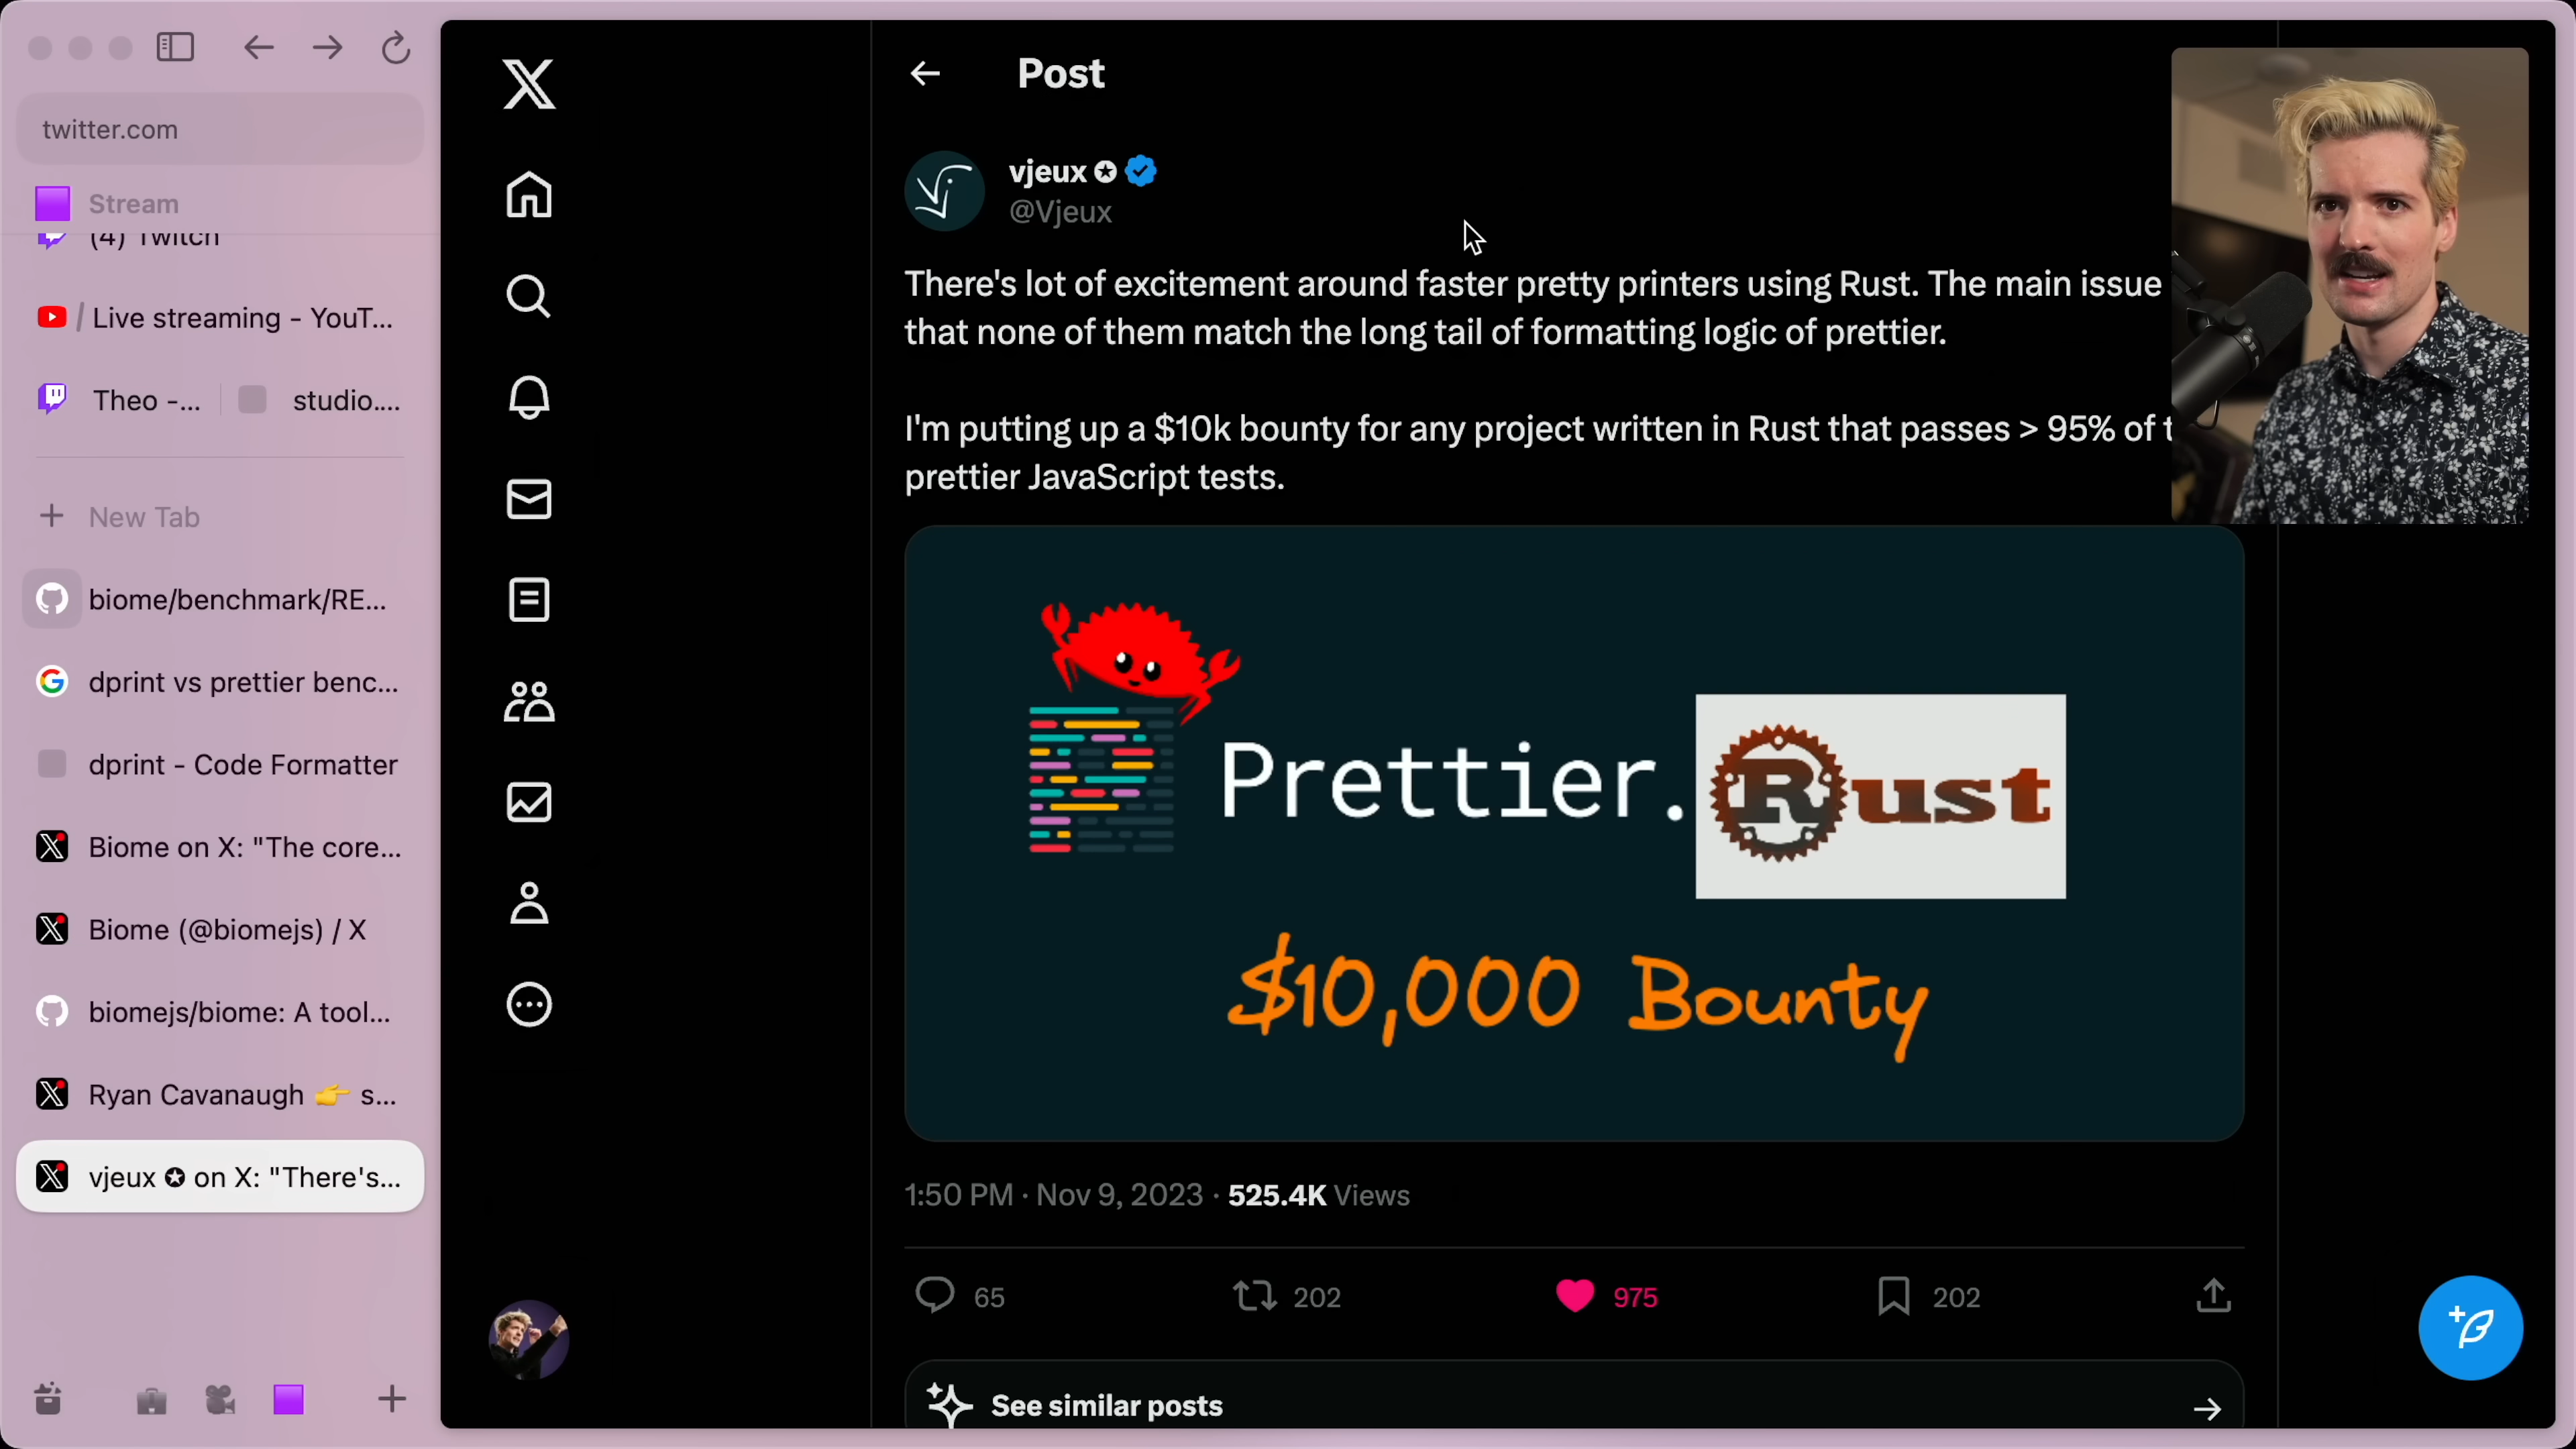 twitter.com
Stream
(4) Twitch
/ Live streaming - YouT...
Theo -...
studio....
New Tab
biome/benchmark/RE...
dprint vs prettier benc...
dprint - Code Formatter
Biome on X: "The core...
Biome (@biomejs) / X
biomejs/biome: A tool...
Ryan Cavanaugh 👉 s...
vjeux ✪ on X: "There's...
Post
vjeux ✪
@Vjeux
There's lot of excitement around faster pretty printers using Rust. The main issue
that none of them match the long tail of formatting logic of prettier.
I'm putting up a $10k bounty for any project written in Rust that passes > 95% of
prettier JavaScript tests.
Prettier.
Rust
$10,000 Bounty
1:50 PM · Nov 9, 2023 · 525.4K Views
65
202
975
202
See similar posts